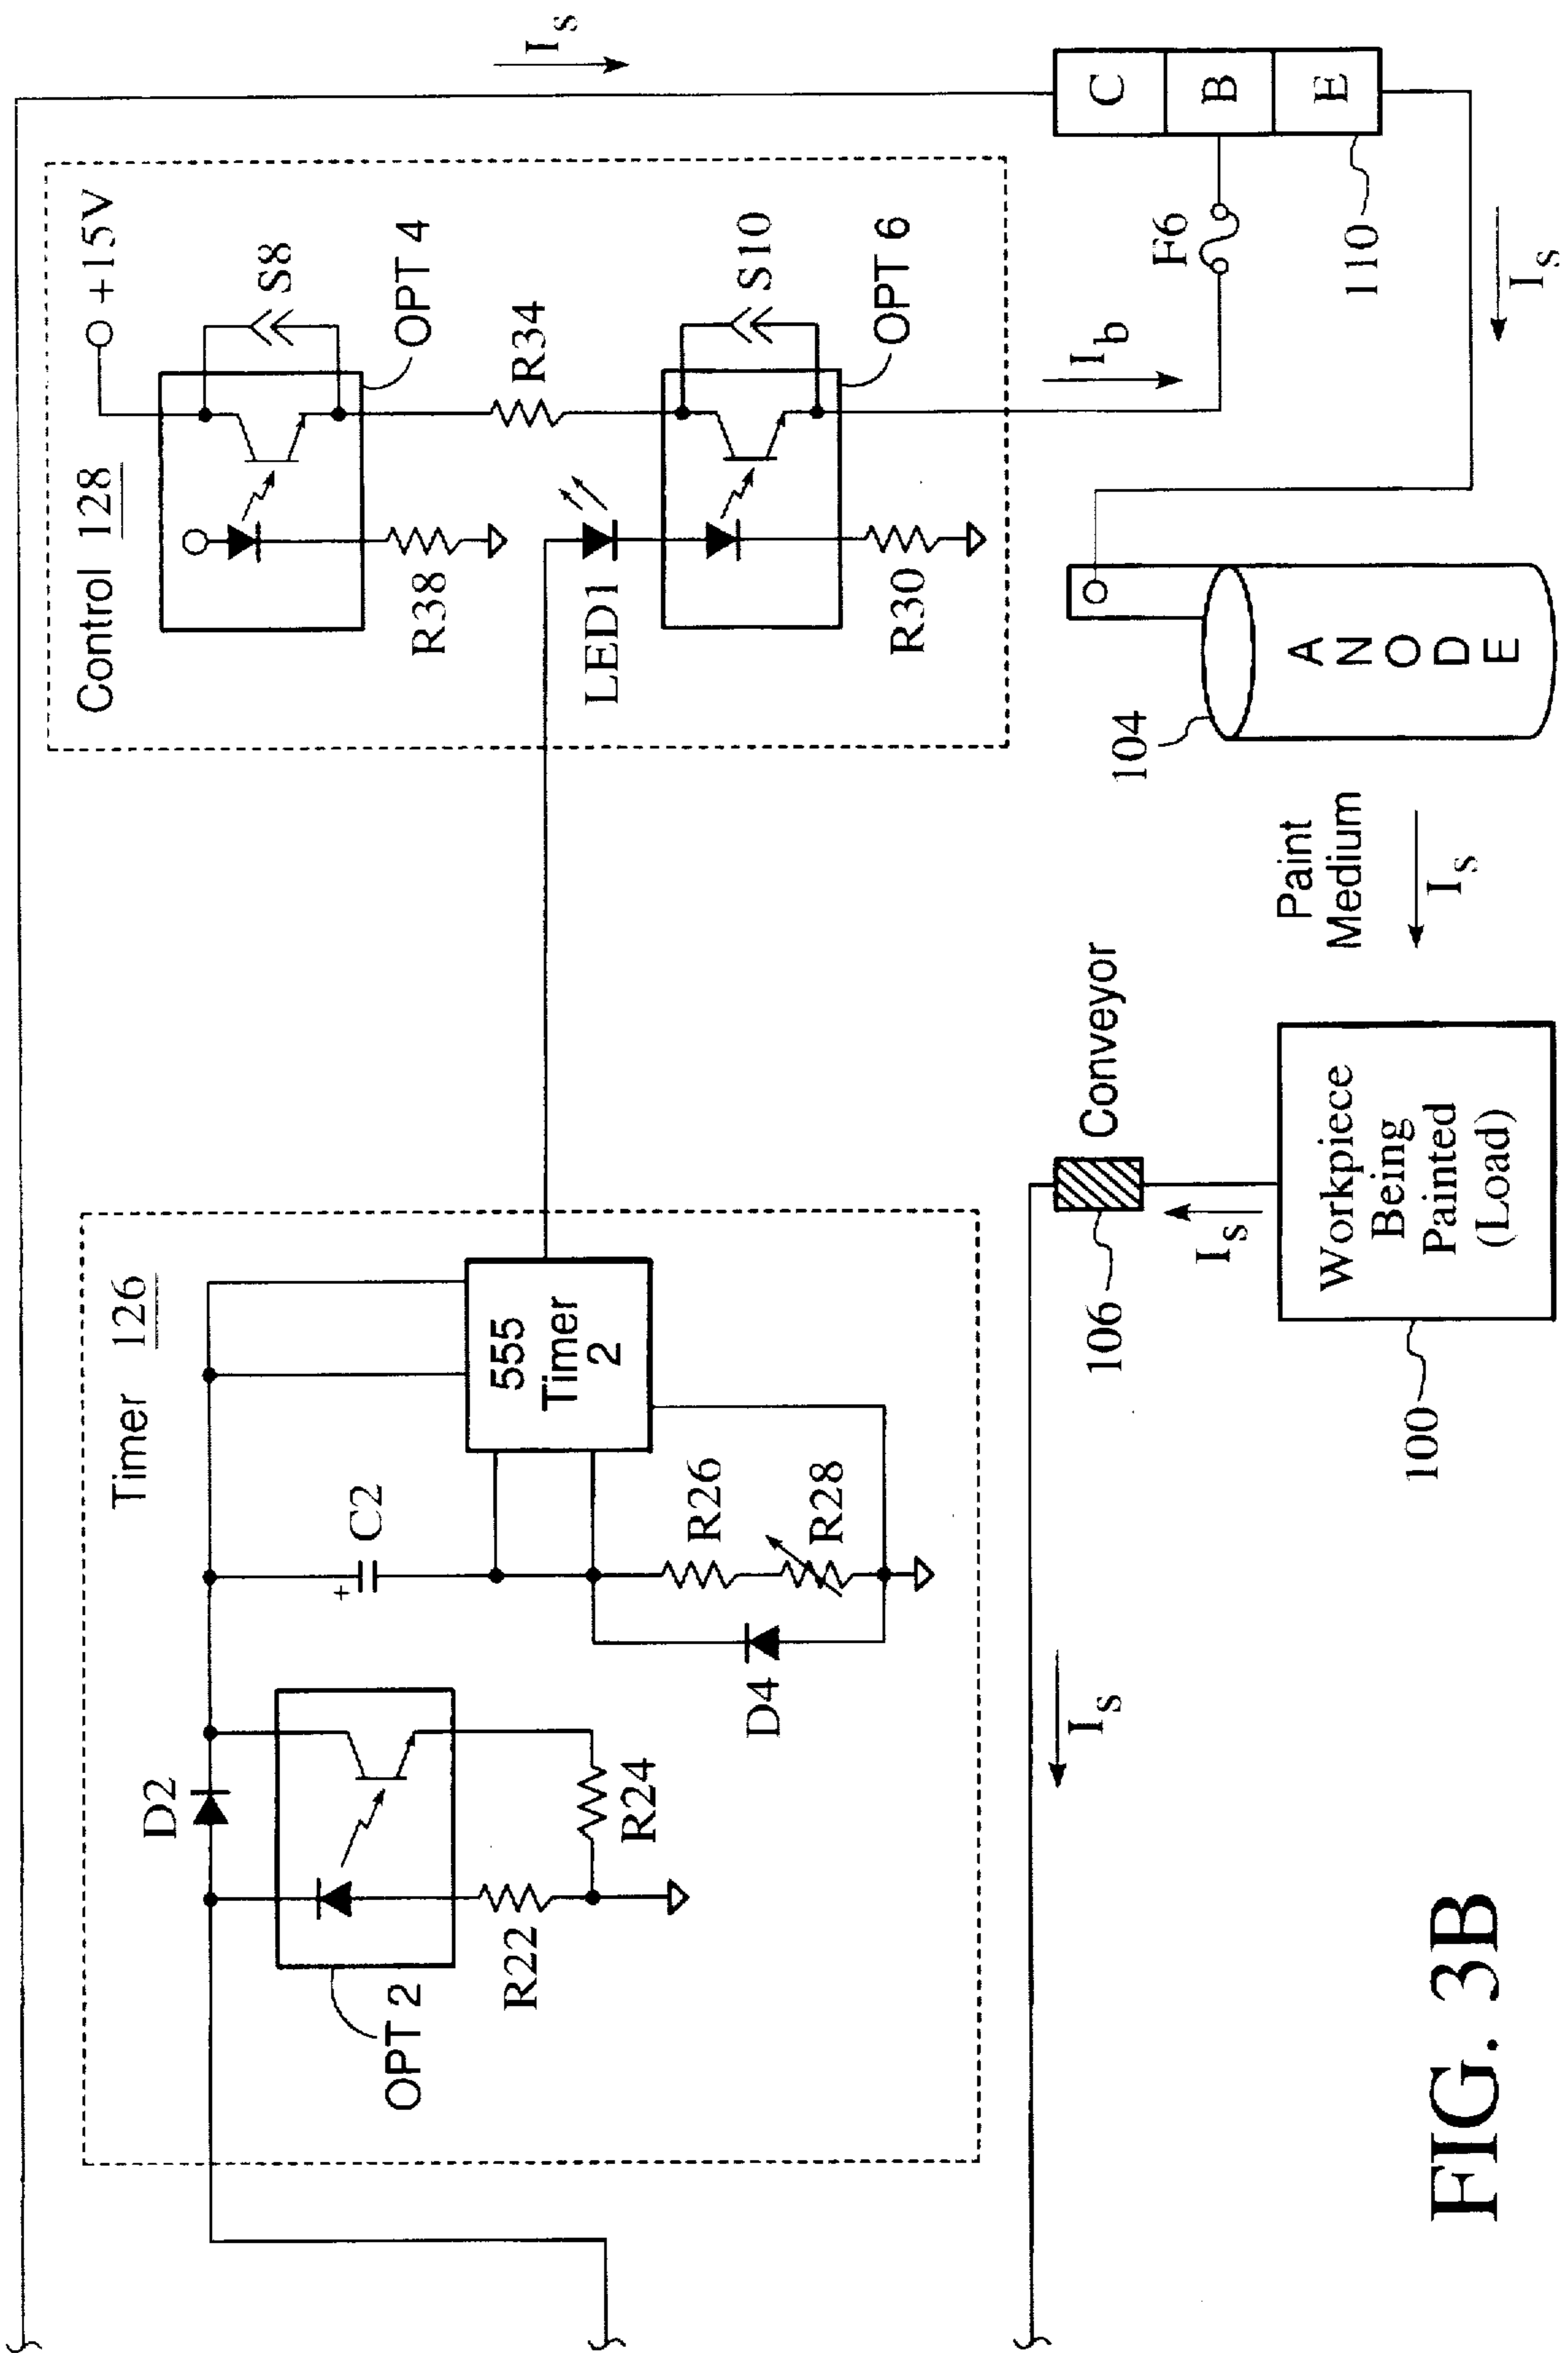 Timer 126
D2
OPT 2
R22
R24
+
C2
D4
R26
R28
555
Timer
2
Control 128
+15V
S8
OPT 4
R38
R34
LED1
S10
OPT 6
R30
Is
Ib
F6
C
B
E
110
Is
104
ANODE
Paint
Medium
Is
Conveyor
106
Is
Is
Workpiece
Being
Painted
(Load)
100
FIG. 3B